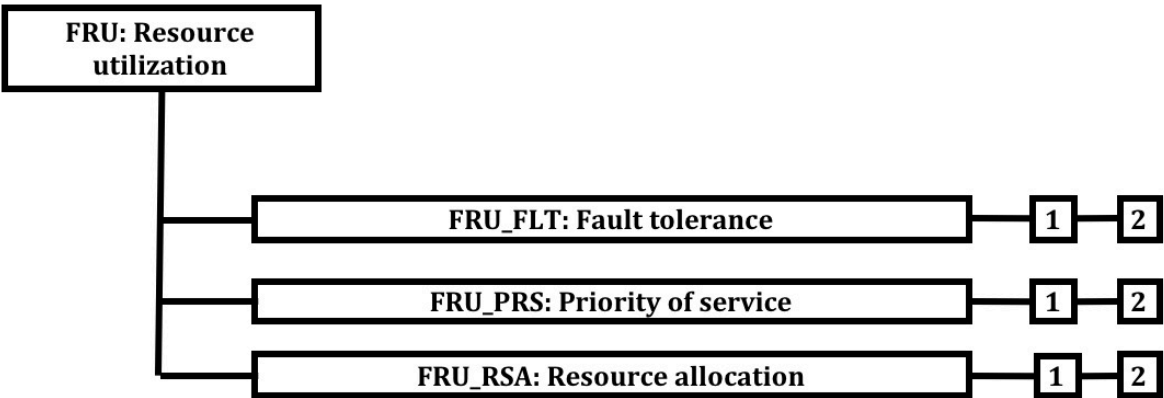 FRU: Resource
utilization
FRU_FLT: Fault tolerance 1 2
FRU_PRS: Priority of service 1 2
FRU_RSA: Resource allocation 1 2